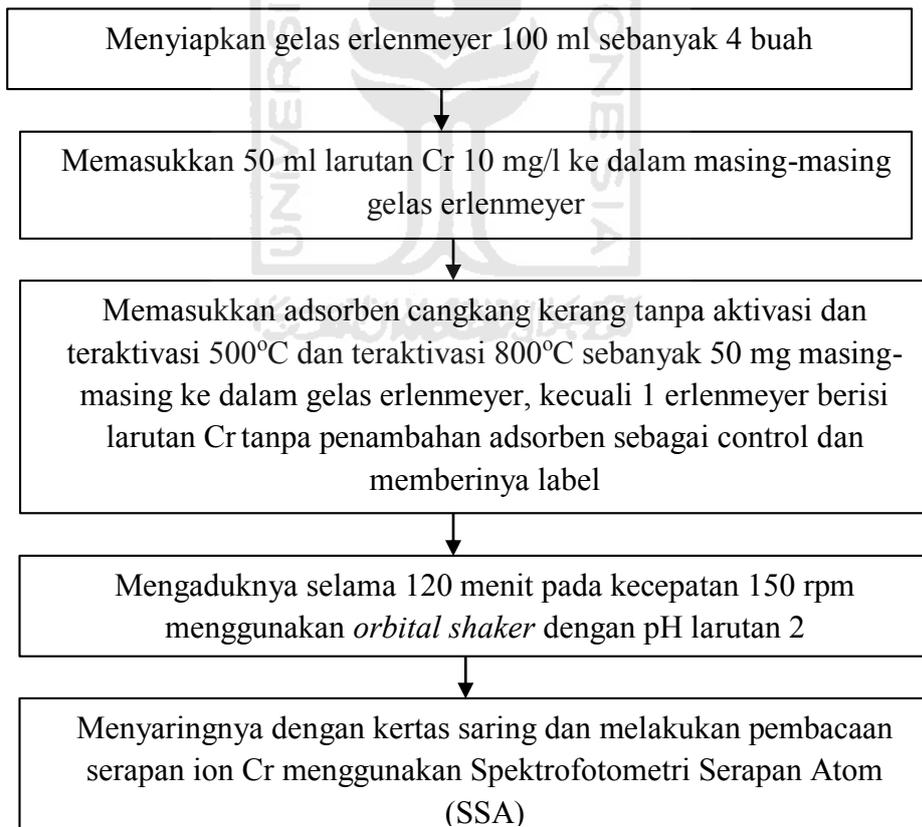 Menyiapkan gelas erlenmeyer 100 ml sebanyak 4 buah
Memasukkan 50 ml larutan Cr 10 mg/l ke dalam masing-masing
gelas erlenmeyer
Memasukkan adsorben cangkang kerang tanpa aktivasi dan
teraktivasi 500°C dan teraktivasi 800°C sebanyak 50 mg masing-
masing ke dalam gelas erlenmeyer, kecuali 1 erlenmeyer berisi
larutan Cr tanpa penambahan adsorben sebagai control dan
memberinya label
Mengaduknya selama 120 menit pada kecepatan 150 rpm
menggunakan orbital shaker dengan pH larutan 2
Menyaringnya dengan kertas saring dan melakukan pembacaan
serapan ion Cr menggunakan Spektrofotometri Serapan Atom
(SSA)